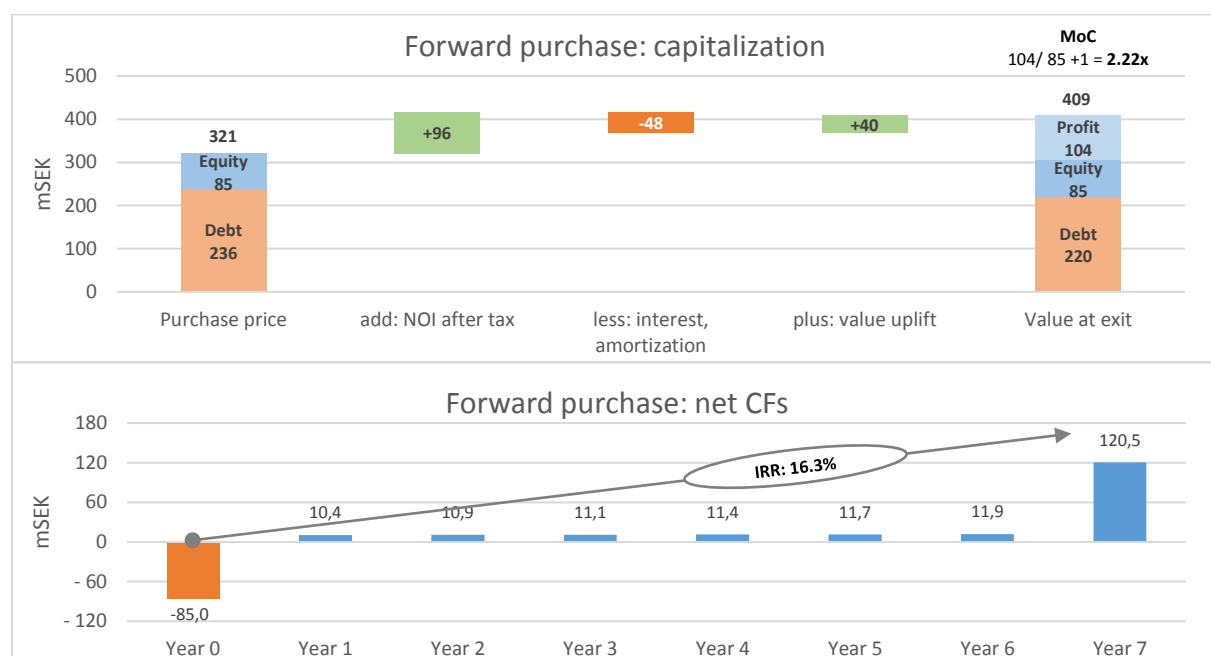 Forward purchase: capitalization
MoC
104/ 85 +1 = 2.22x
mSEK
500
400
300
200
100
0
321
Equity
85
Debt
236
+96
-48
+40
409
Profit
104
Equity
85
Debt
220
Purchase price
add: NOI after tax
less: interest,
amortization
plus: value uplift
Value at exit
Forward purchase: net CFs
mSEK
180
120
60
0
- 60
- 120
-85,0
10,4
10,9
11,1
11,4
11,7
11,9
120,5
IRR: 16.3%
Year 0
Year 1
Year 2
Year 3
Year 4
Year 5
Year 6
Year 7